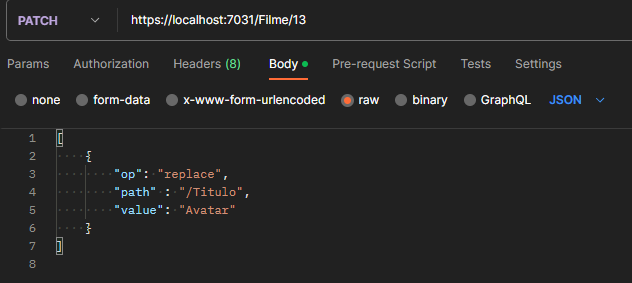 PATCH https://localhost:7031/Filme/13
Params Authorization Headers (8) Body Pre-request Script Tests Settings
none form-data x-www-form-urlencoded raw binary GraphQL JSON
1 [
2 {
3 "op": "replace",
4 "path" : "/Titulo",
5 "value": "Avatar"
6 }
7 ]
8